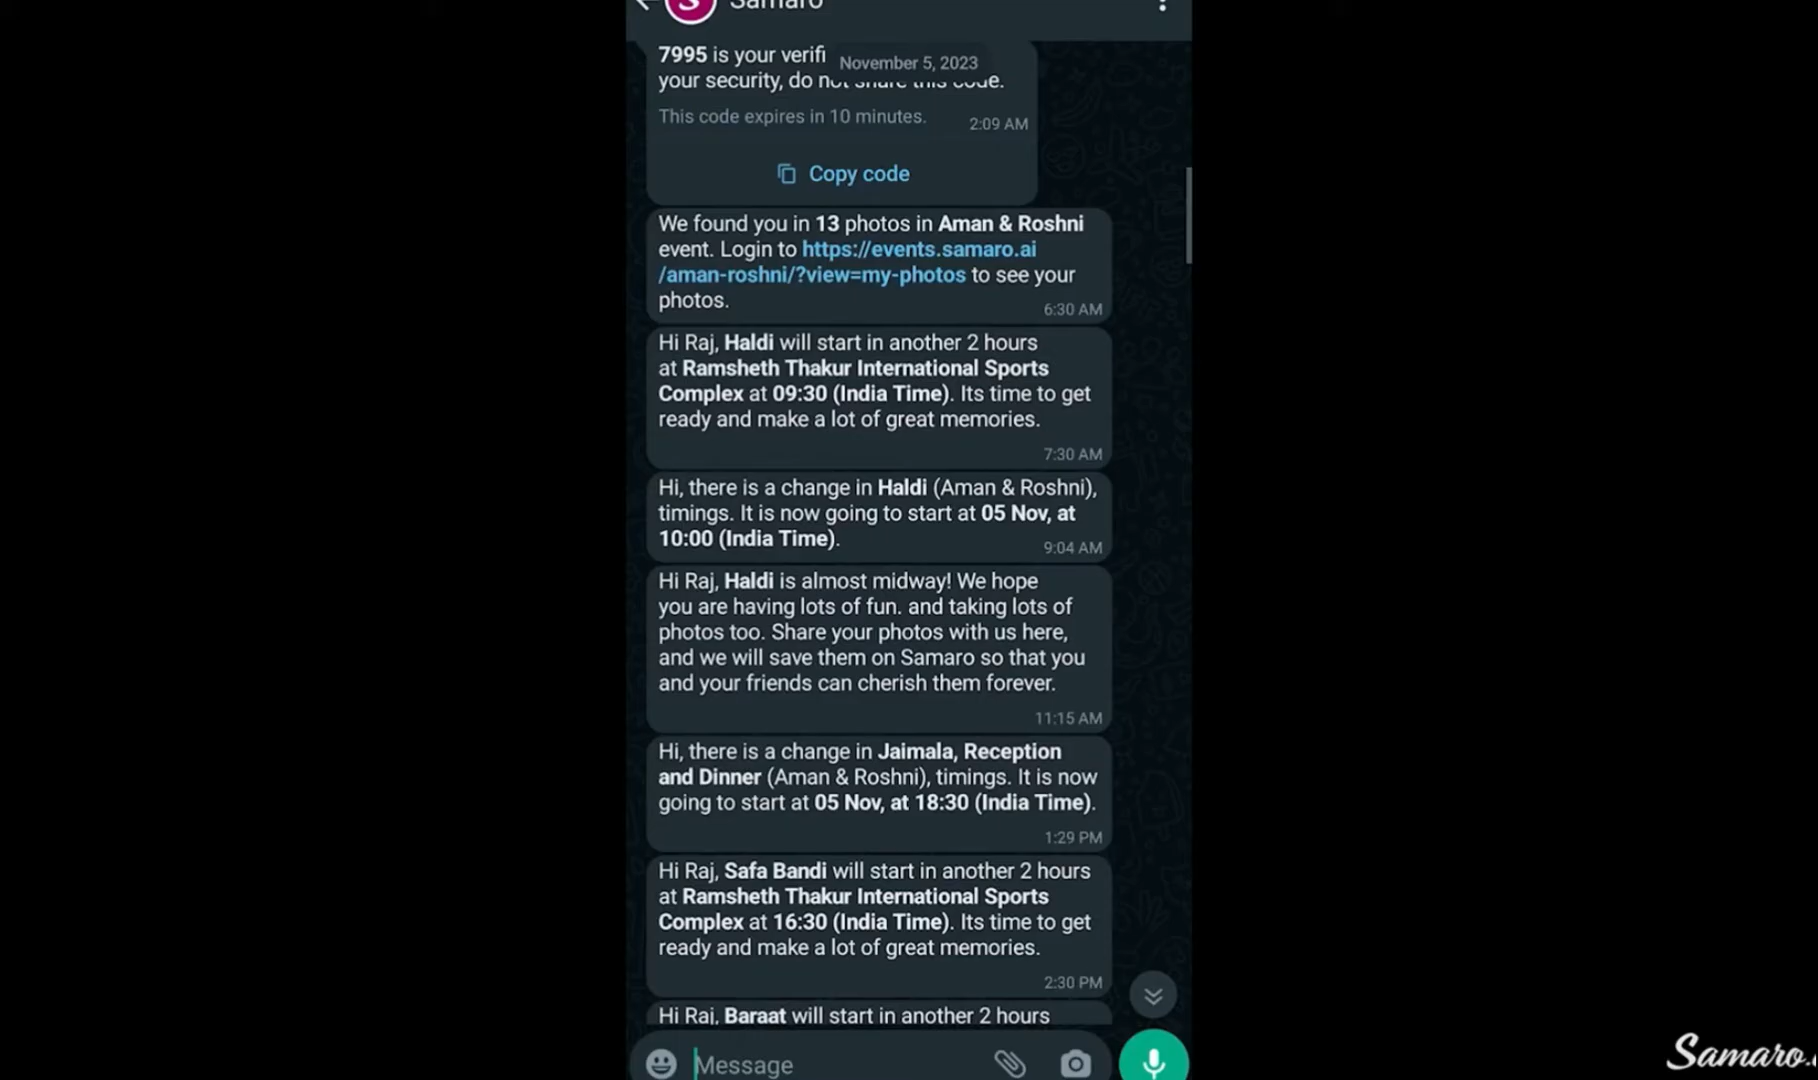 Samaro
7995 is your verifi
November 5, 2023
your security, do not share this code.
This code expires in 10 minutes.
2:09 AM
Copy code
We found you in 13 photos in Aman & Roshni
event. Login to https://events.samaro.ai
/aman-roshni/?view=my-photos to see your
photos.
6:30 AM
Hi Raj, Haldi will start in another 2 hours
at Ramsheth Thakur International Sports
Complex at 09:30 (India Time). Its time to get
ready and make a lot of great memories.
7:30 AM
Hi, there is a change in Haldi (Aman & Roshni),
timings. It is now going to start at 05 Nov, at
10:00 (India Time).
9:04 AM
Hi Raj, Haldi is almost midway! We hope
you are having lots of fun. and taking lots of
photos too. Share your photos with us here,
and we will save them on Samaro so that you
and your friends can cherish them forever.
11:15 AM
Hi, there is a change in Jaimala, Reception
and Dinner (Aman & Roshni), timings. It is now
going to start at 05 Nov, at 18:30 (India Time).
1:29 PM
Hi Raj, Safa Bandi will start in another 2 hours
at Ramsheth Thakur International Sports
Complex at 16:30 (India Time). Its time to get
ready and make a lot of great memories.
2:30 PM
Hi Raj, Baraat will start in another 2 hours
Message
Samaro.